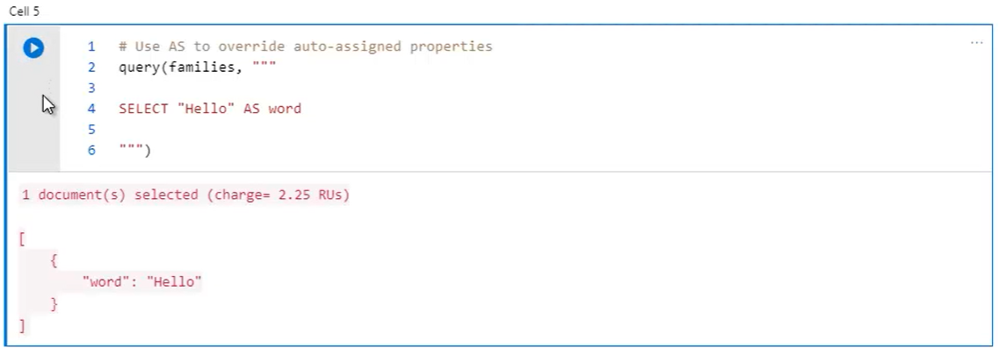 Cell 5
...
1 # Use AS to override auto-assigned properties
2 query(families, """
3
4 SELECT "Hello" AS word
5
6 """)
1 document(s) selected (charge= 2.25 RUs)
[
    {
        "word": "Hello"
    }
]